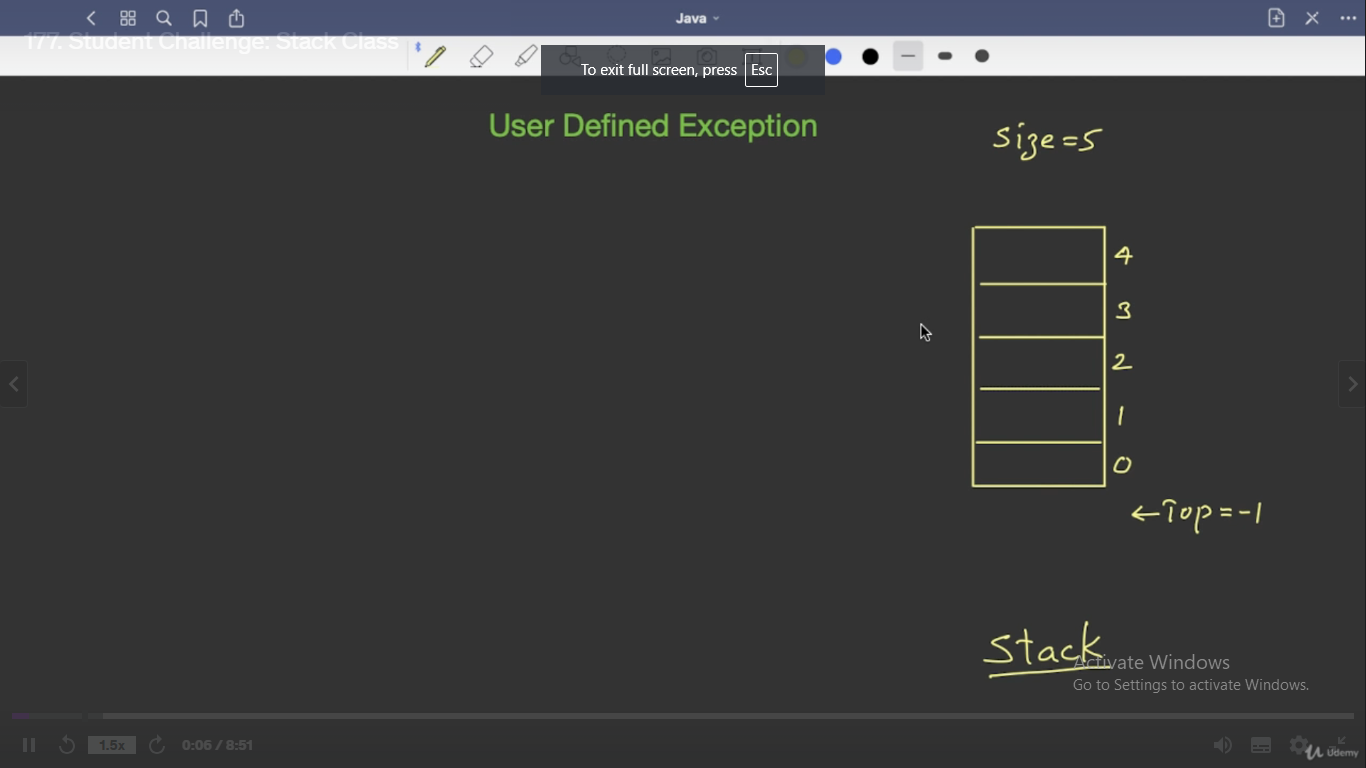 Java
177. Student Challenge: Stack Class
To exit full screen, press Esc
User Defined Exception
Size=5
4
3
2
1
0
←Top=-1
Stack
Activate Windows
Go to Settings to activate Windows.
1.5x
0:06 / 8:51
Udemy